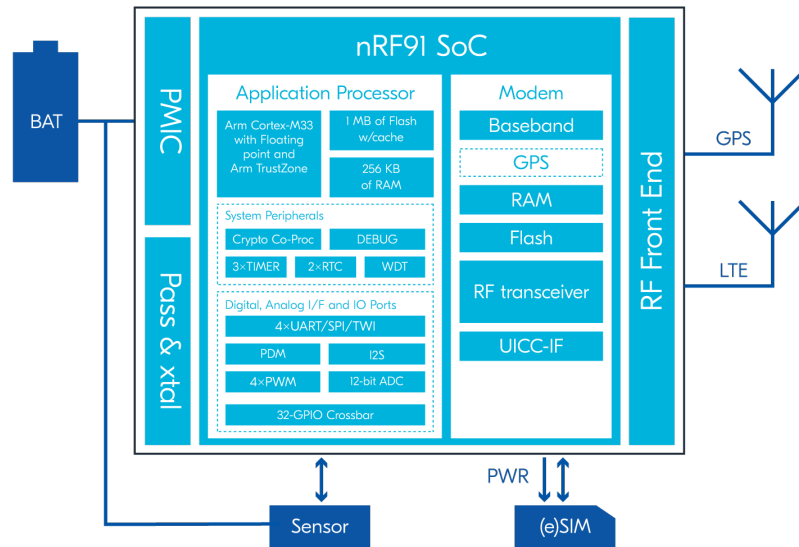 nRF91 SoC
BAT
PMIC
Pass & xtal
Application Processor
Arm Cortex-M33
with Floating
point and
Arm TrustZone
1 MB of Flash
w/cache
256 KB
of RAM
System Peripherals
Crypto Co-Proc
DEBUG
3×TIMER
2×RTC
WDT
Digital, Analog I/F and IO Ports
4×UART/SPI/TWI
PDM
I2S
4×PWM
12-bit ADC
32-GPIO Crossbar
Modem
Baseband
GPS
RAM
Flash
RF transceiver
UICC-IF
RF Front End
GPS
LTE
PWR
Sensor
(e)SIM